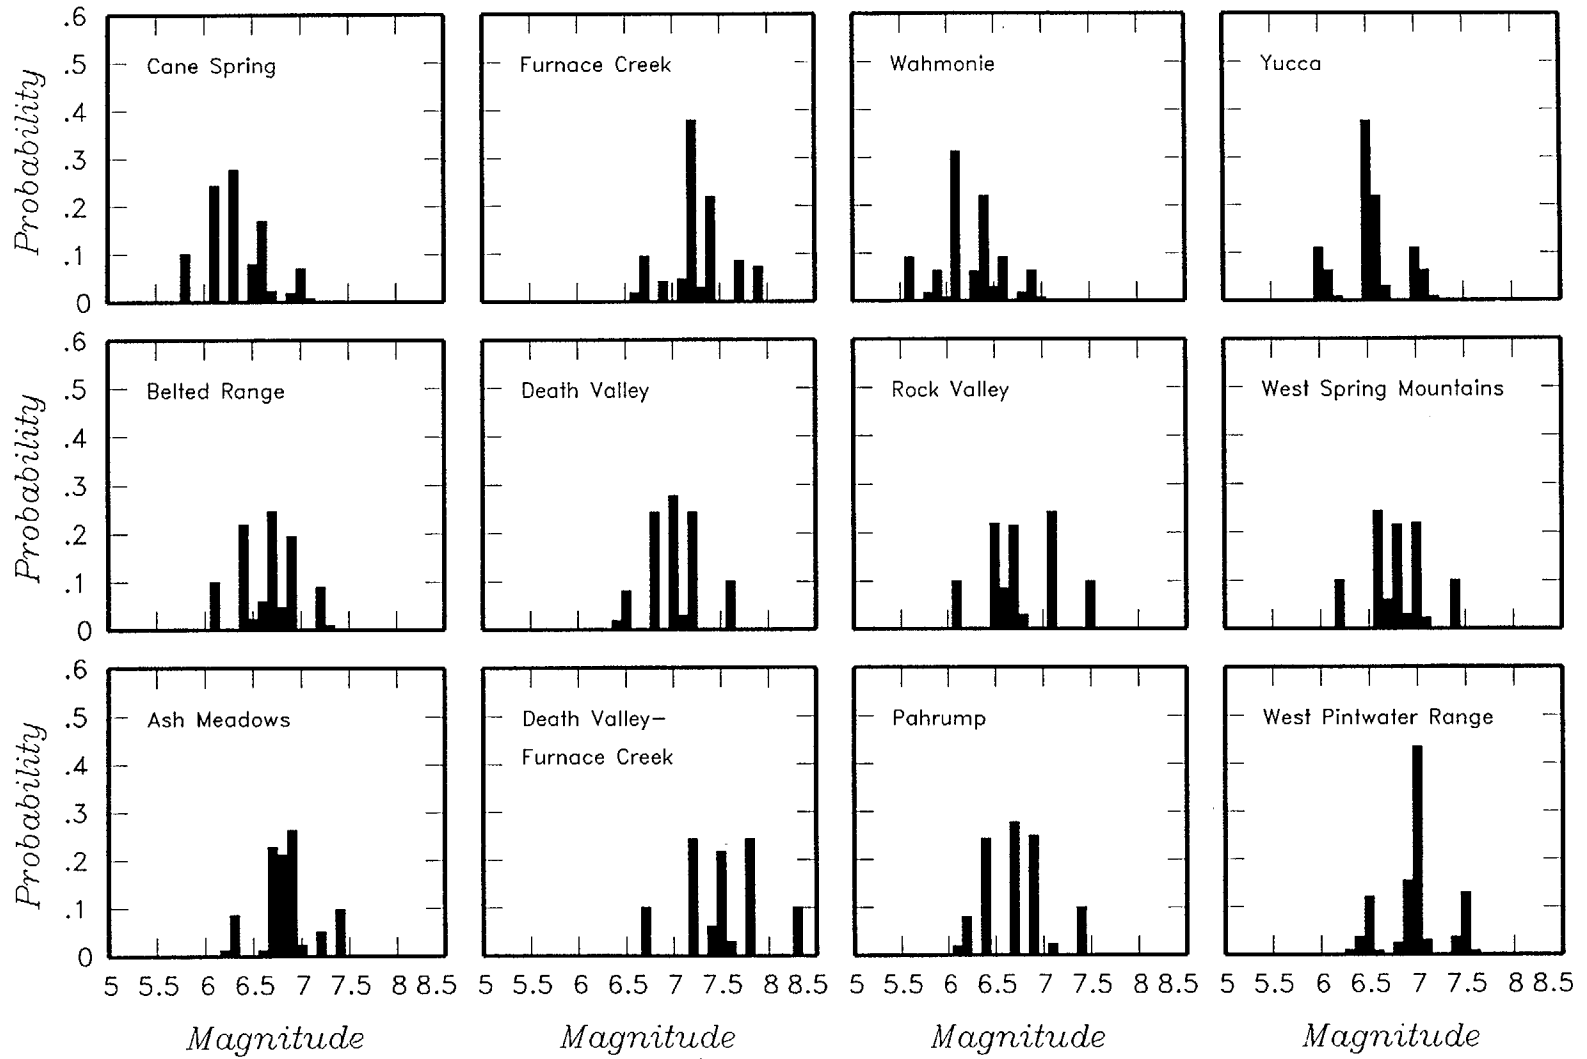 .6
.5
.4
.3
.2
.1
0
Probability
Cane Spring
Furnace Creek
Wahmonie
Yucca
.6
.5
.4
.3
.2
.1
0
Probability
Belted Range
Death Valley
Rock Valley
West Spring Mountains
.6
.5
.4
.3
.2
.1
0
Probability
Ash Meadows
Death Valley–
Furnace Creek
Pahrump
West Pintwater Range
5 5.5 6 6.5 7 7.5 8 8.5
5 5.5 6 6.5 7 7.5 8 8.5
5 5.5 6 6.5 7 7.5 8 8.5
5 5.5 6 6.5 7 7.5 8 8.5
Magnitude
Magnitude
Magnitude
Magnitude